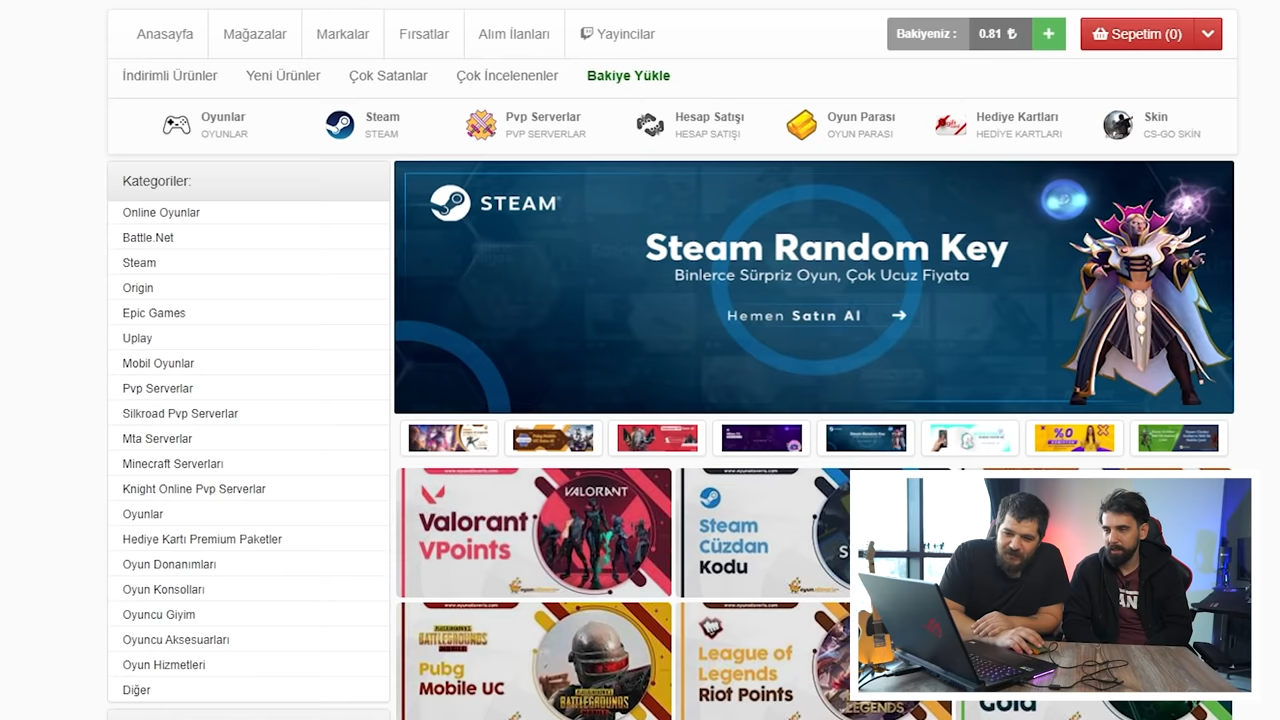 Anasayfa
Mağazalar
Markalar
Fırsatlar
Alım İlanları
Yayincilar
Bakiyeniz :
0.81 ₺
+
Sepetim (0)
İndirimli Ürünler
Yeni Ürünler
Çok Satanlar
Çok İncelenenler
Bakiye Yükle
Oyunlar
OYUNLAR
Steam
STEAM
Pvp Serverlar
PVP SERVERLAR
Hesap Satışı
HESAP SATIŞI
Oyun Parası
OYUN PARASI
Hediye Kartları
HEDİYE KARTLARI
Skin
CS-GO SKİN
Kategoriler:
Online Oyunlar
Battle.Net
Steam
Origin
Epic Games
Uplay
Mobil Oyunlar
Pvp Serverlar
Silkroad Pvp Serverlar
Mta Serverlar
Minecraft Serverları
Knight Online Pvp Serverlar
Oyunlar
Hediye Kartı Premium Paketler
Oyun Donanımları
Oyun Konsolları
Oyuncu Giyim
Oyuncu Aksesuarları
Oyun Hizmetleri
Diğer
STEAM
Steam Random Key
Binlerce Sürpriz Oyun, Çok Ucuz Fiyata
Hemen Satın Al
%0
VALORANT
Valorant
VPoints
Steam
Cüzdan
Kodu
S
BATTLEGROUNDS
Pubg
Mobile UC
BATTLEGROUNDS
League of
Legends
Riot Points
LEGENDS
Gold
AN